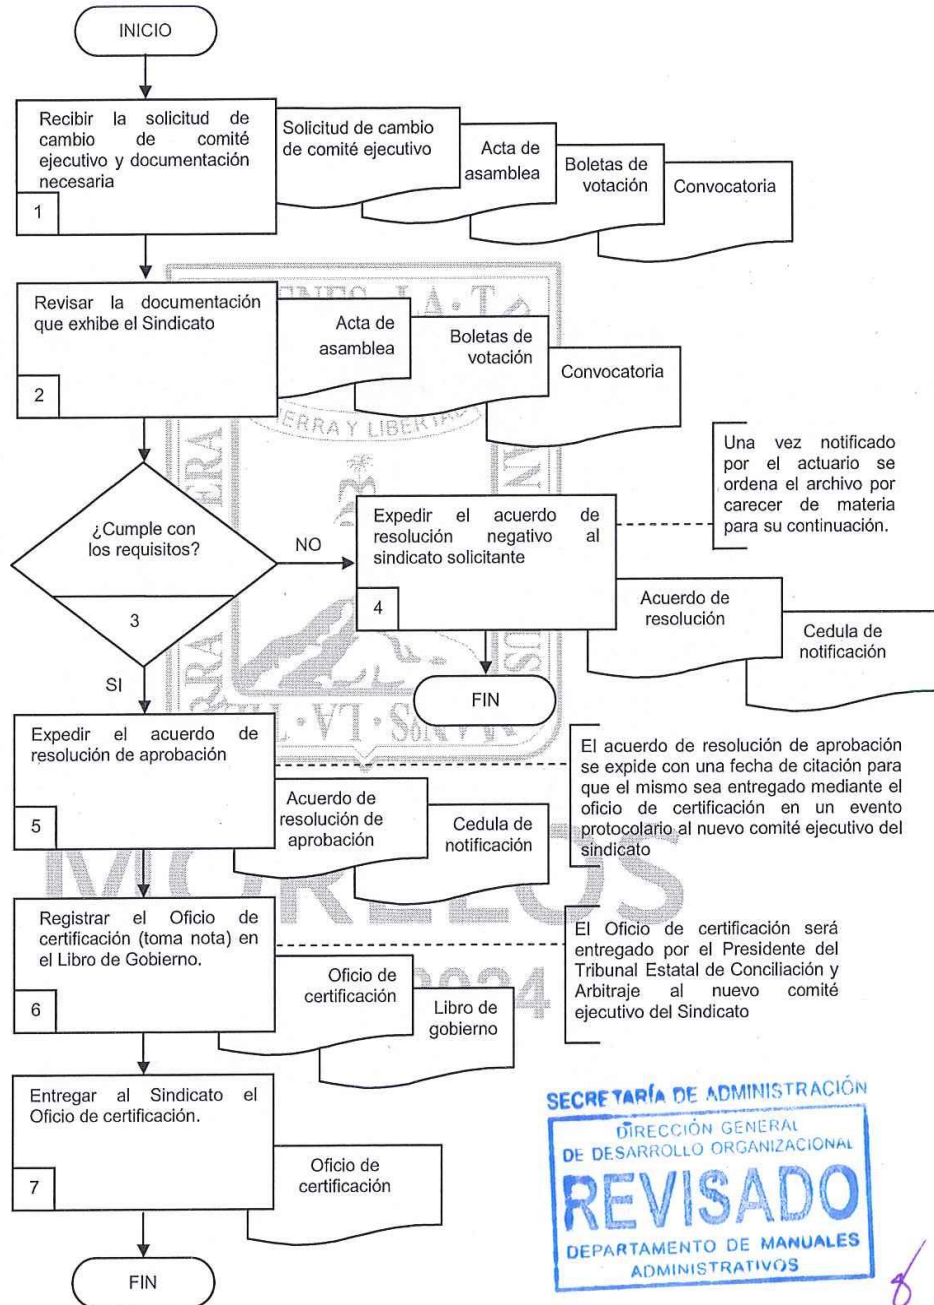 INICIO
Recibir la solicitud de
cambio de comité
ejecutivo y documentación
necesaria
1
Solicitud de cambio
de comité ejecutivo
Acta de
asamblea
Boletas de
votación
Convocatoria
Revisar la documentación
que exhibe el Sindicato
2
Acta de
asamblea
Boletas de
votación
Convocatoria
¿Cumple con
los requisitos?
3
NO
SI
Expedir el acuerdo de
resolución negativo al
sindicato solicitante
4
Una vez notificado
por el actuario se
ordena el archivo por
carecer de materia
para su continuación.
Acuerdo de
resolución
Cedula de
notificación
FIN
Expedir el acuerdo de
resolución de aprobación
5
Acuerdo de
resolución de
aprobación
Cedula de
notificación
El acuerdo de resolución de aprobación
se expide con una fecha de citación para
que el mismo sea entregado mediante el
oficio de certificación en un evento
protocolario al nuevo comité ejecutivo del
sindicato
Registrar el Oficio de
certificación (toma nota) en
el Libro de Gobierno.
6
Oficio de
certificación
Libro de
gobierno
El Oficio de certificación será
entregado por el Presidente del
Tribunal Estatal de Conciliación y
Arbitraje al nuevo comité
ejecutivo del Sindicato
Entregar al Sindicato el
Oficio de certificación.
7
Oficio de
certificación
FIN
TIERRA Y LIBERTAD
MORELOS
SECRETARÍA DE ADMINISTRACIÓN
DIRECCIÓN GENERAL
DE DESARROLLO ORGANIZACIONAL
REVISADO
DEPARTAMENTO DE MANUALES
ADMINISTRATIVOS